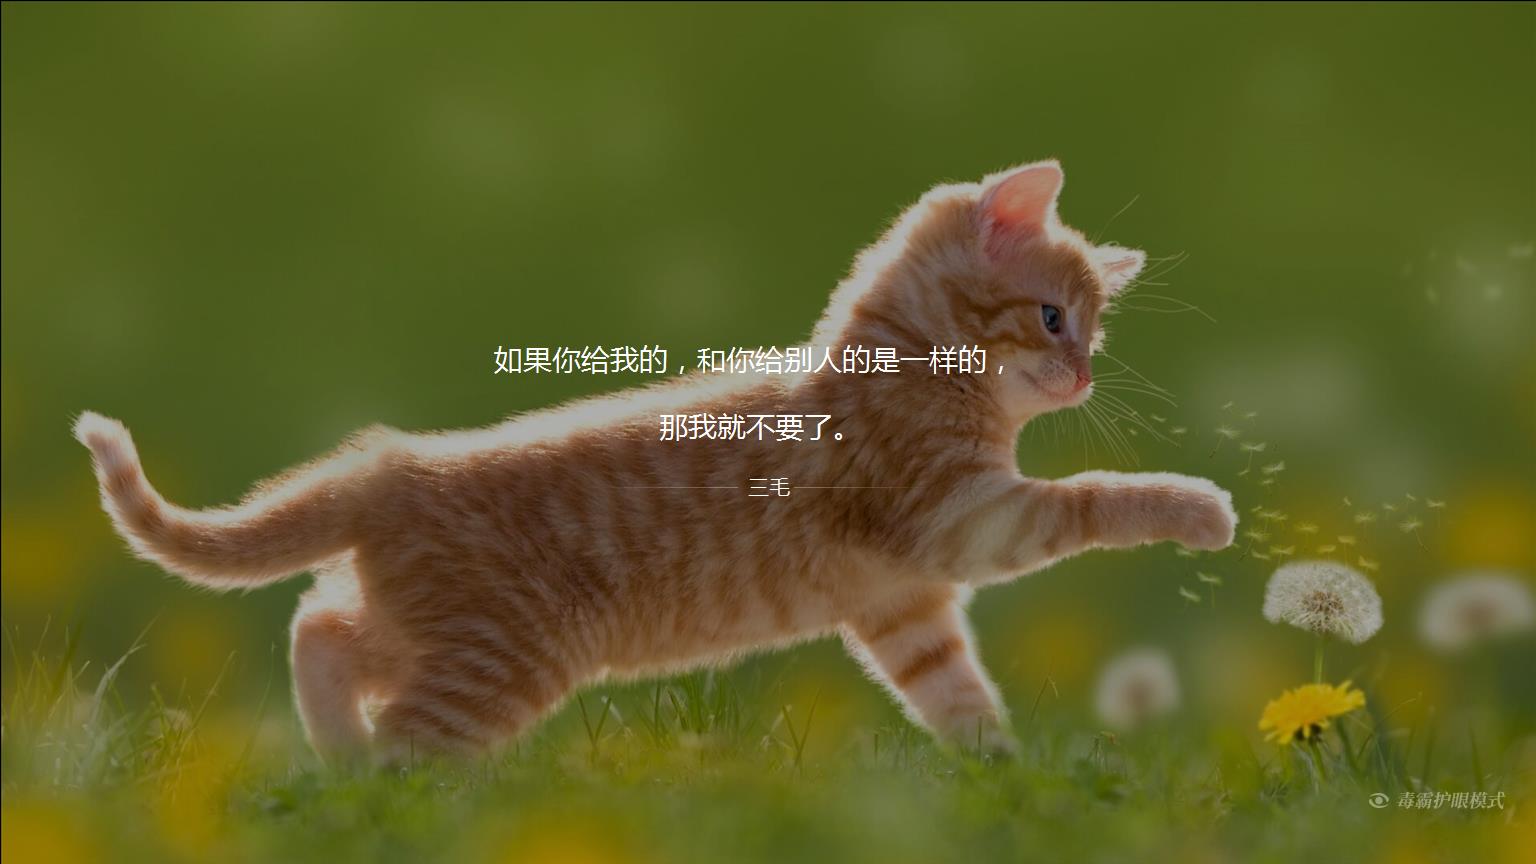 如果你给我的，和你给别人的是一样的，
那我就不要了。
三毛
毒霸护眼模式